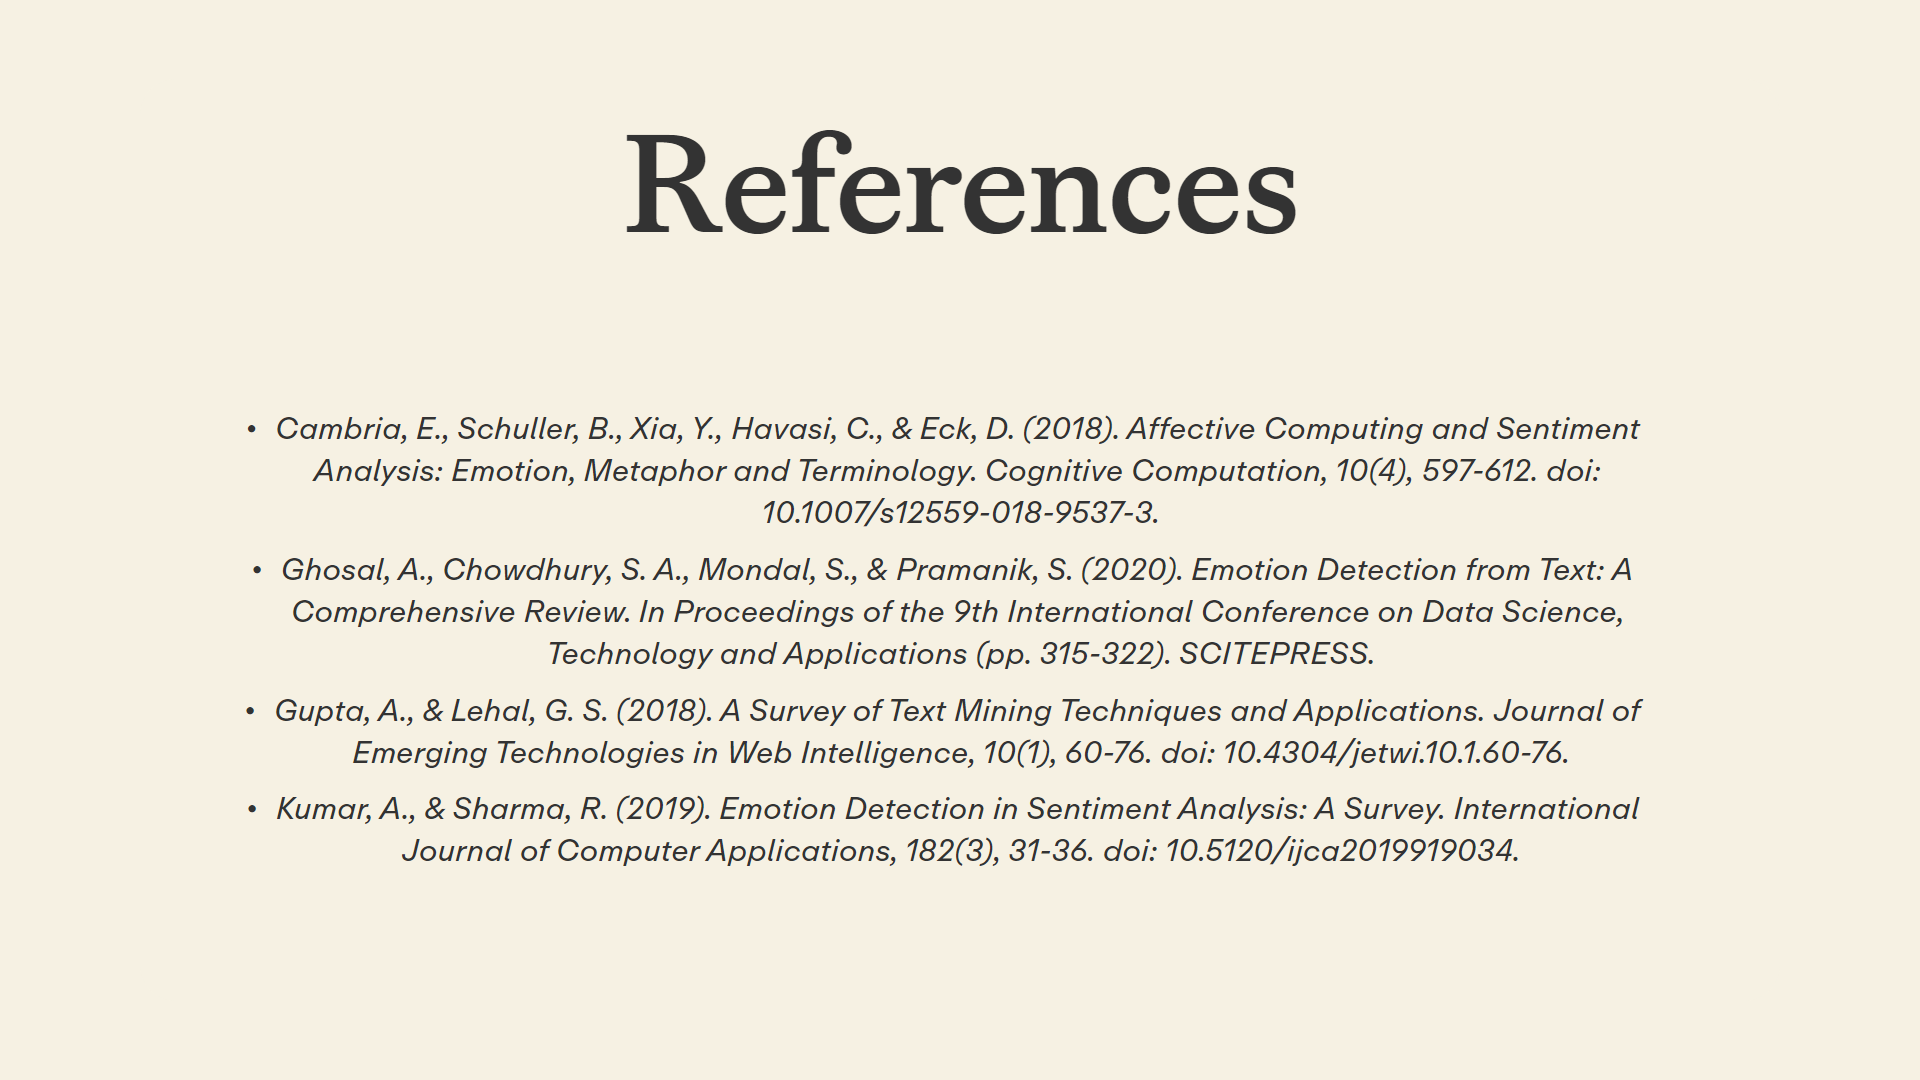 References
• Cambria, E., Schuller, B., Xia, Y., Havasi, C., & Eck, D. (2018). Affective Computing and Sentiment
Analysis: Emotion, Metaphor and Terminology. Cognitive Computation, 10(4), 597-612. doi:
10.1007/s12559-018-9537-3.
• Ghosal, A., Chowdhury, S. A., Mondal, S., & Pramanik, S. (2020). Emotion Detection from Text: A
Comprehensive Review. In Proceedings of the 9th International Conference on Data Science,
Technology and Applications (pp. 315-322). SCITEPRESS.
• Gupta, A., & Lehal, G. S. (2018). A Survey of Text Mining Techniques and Applications. Journal of
Emerging Technologies in Web Intelligence, 10(1), 60-76. doi: 10.4304/jetwi.10.1.60-76.
• Kumar, A., & Sharma, R. (2019). Emotion Detection in Sentiment Analysis: A Survey. International
Journal of Computer Applications, 182(3), 31-36. doi: 10.5120/ijca2019919034.